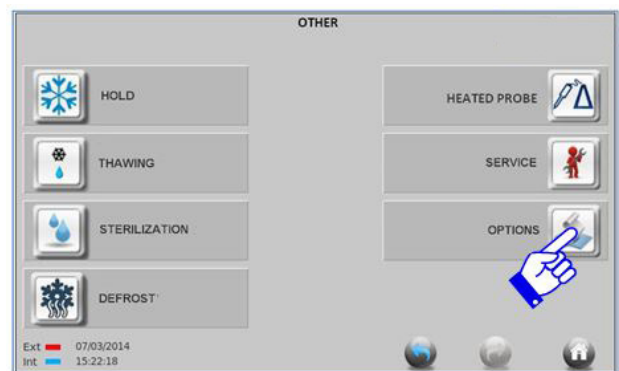 OTHER
HOLD
HEATED PROBE
THAWING
SERVICE
STERILIZATION
OPTIONS
DEFROST
Ext 07/03/2014
Int 15:22:18